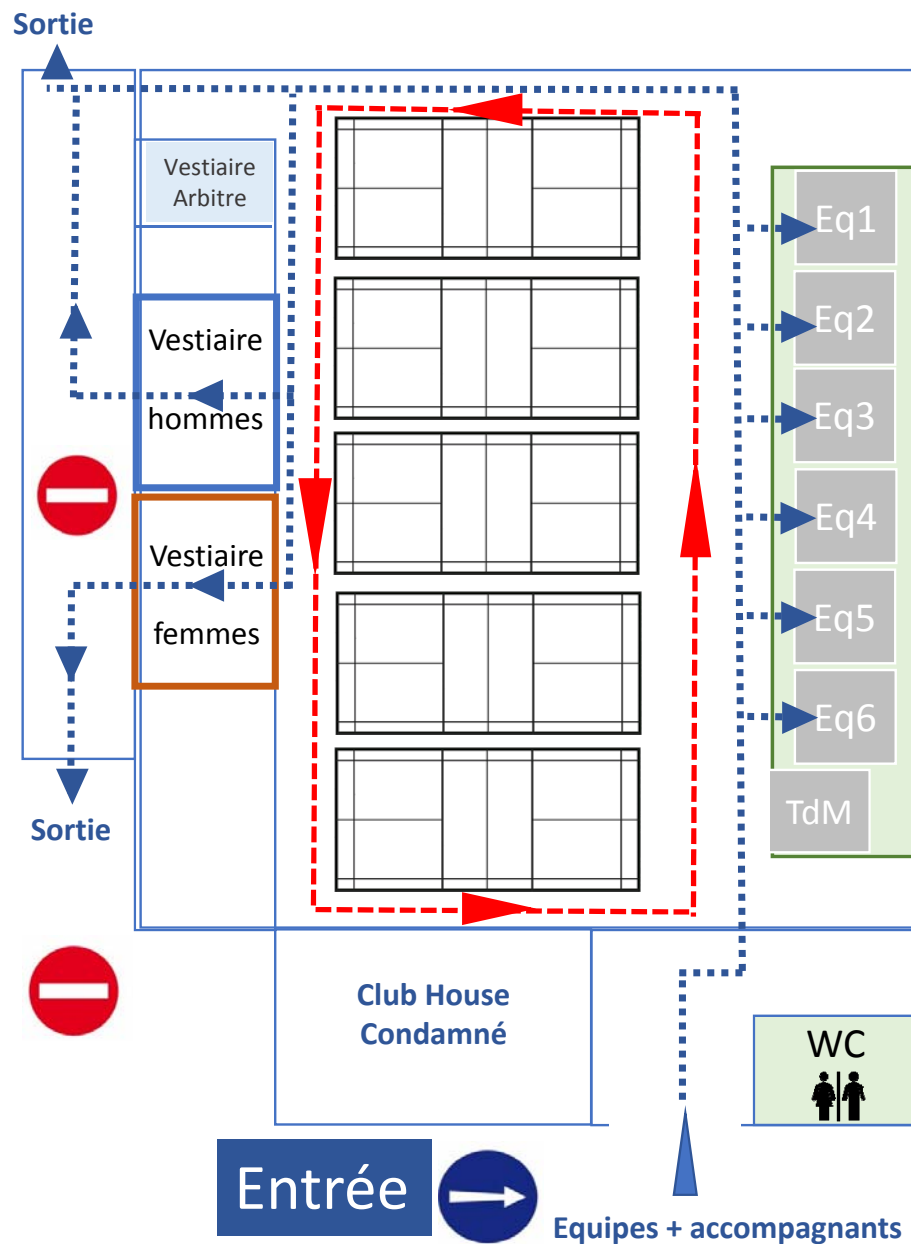 Sortie
Vestiaire
Arbitre
Eq1
Eq2
Vestiaire
hommes
Eq3
Eq4
Vestiaire
femmes
Eq5
Eq6
TdM
Sortie
Club House
Condamné
WC
Entrée
Equipes + accompagnants